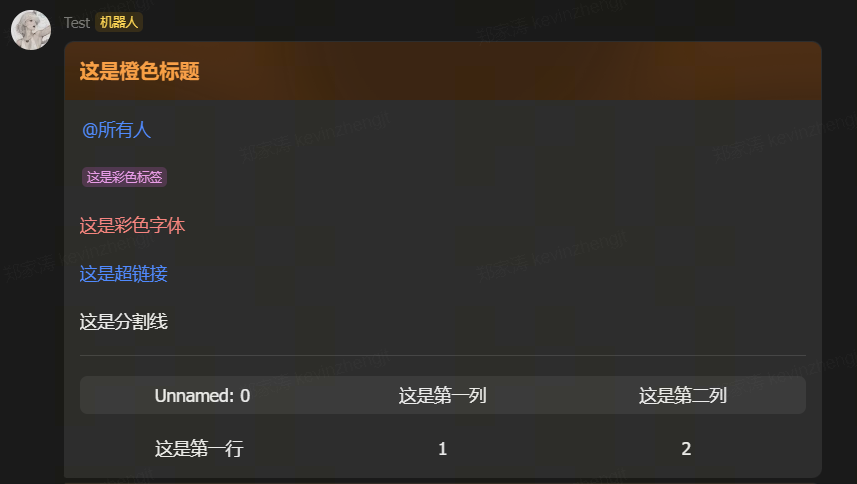 Test 机器人
这是橙色标题
@所有人
这是彩色标签
这是彩色字体
这是超链接
这是分割线
Unnamed: 0 这是第一列 这是第二列
这是第一行 1 2